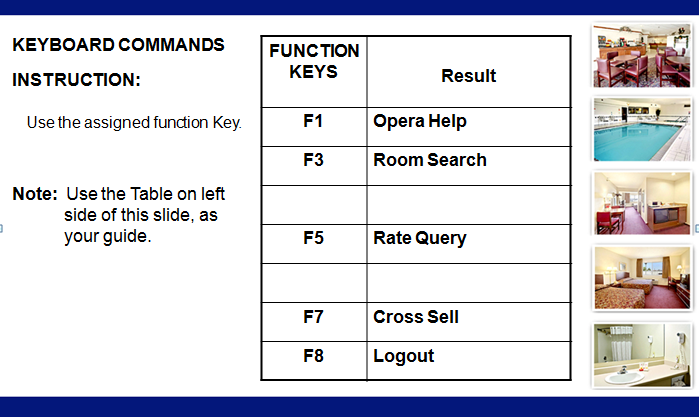 KEYBOARD COMMANDS
INSTRUCTION:
Use the assigned function Key.
Note: Use the Table on left
side of this slide, as
your guide.
FUNCTION KEYS Result
F1 Opera Help
F3 Room Search
F5 Rate Query
F7 Cross Sell
F8 Logout